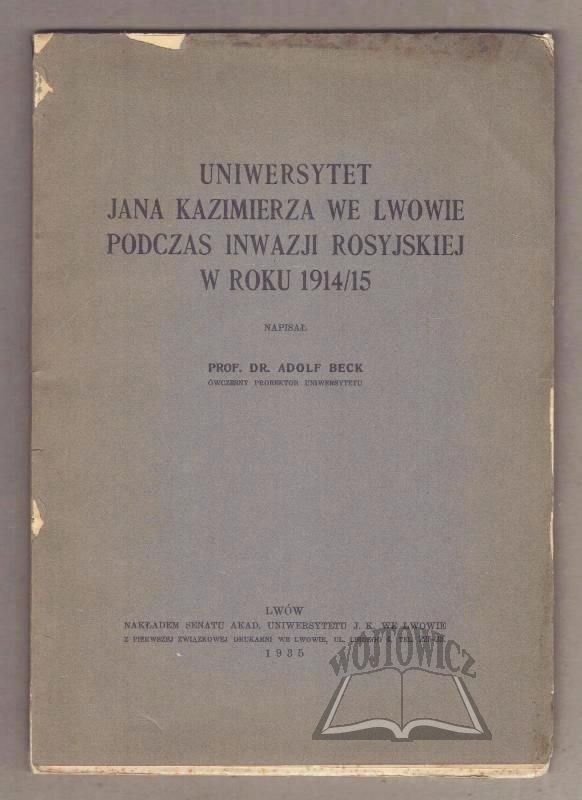 UNIWERSYTET
JANA KAZIMIERZA WE LWOWIE
PODCZAS INWAZJI ROSYJSKIEJ
W ROKU 1914/15
NAPISAŁ
PROF. DR. ADOLF BECK
ÓWCZESNY PROREKTOR UNIWERSYTETU
LWÓW
NAKŁADEM SENATU AKAD. UNIWERSYTETU J. K. WE LWOWIE
Z PIERWSZEJ ZWIĄZKOWEJ DRUKARNI WE LWOWIE, UL.
1935
WÓJTOWICZ